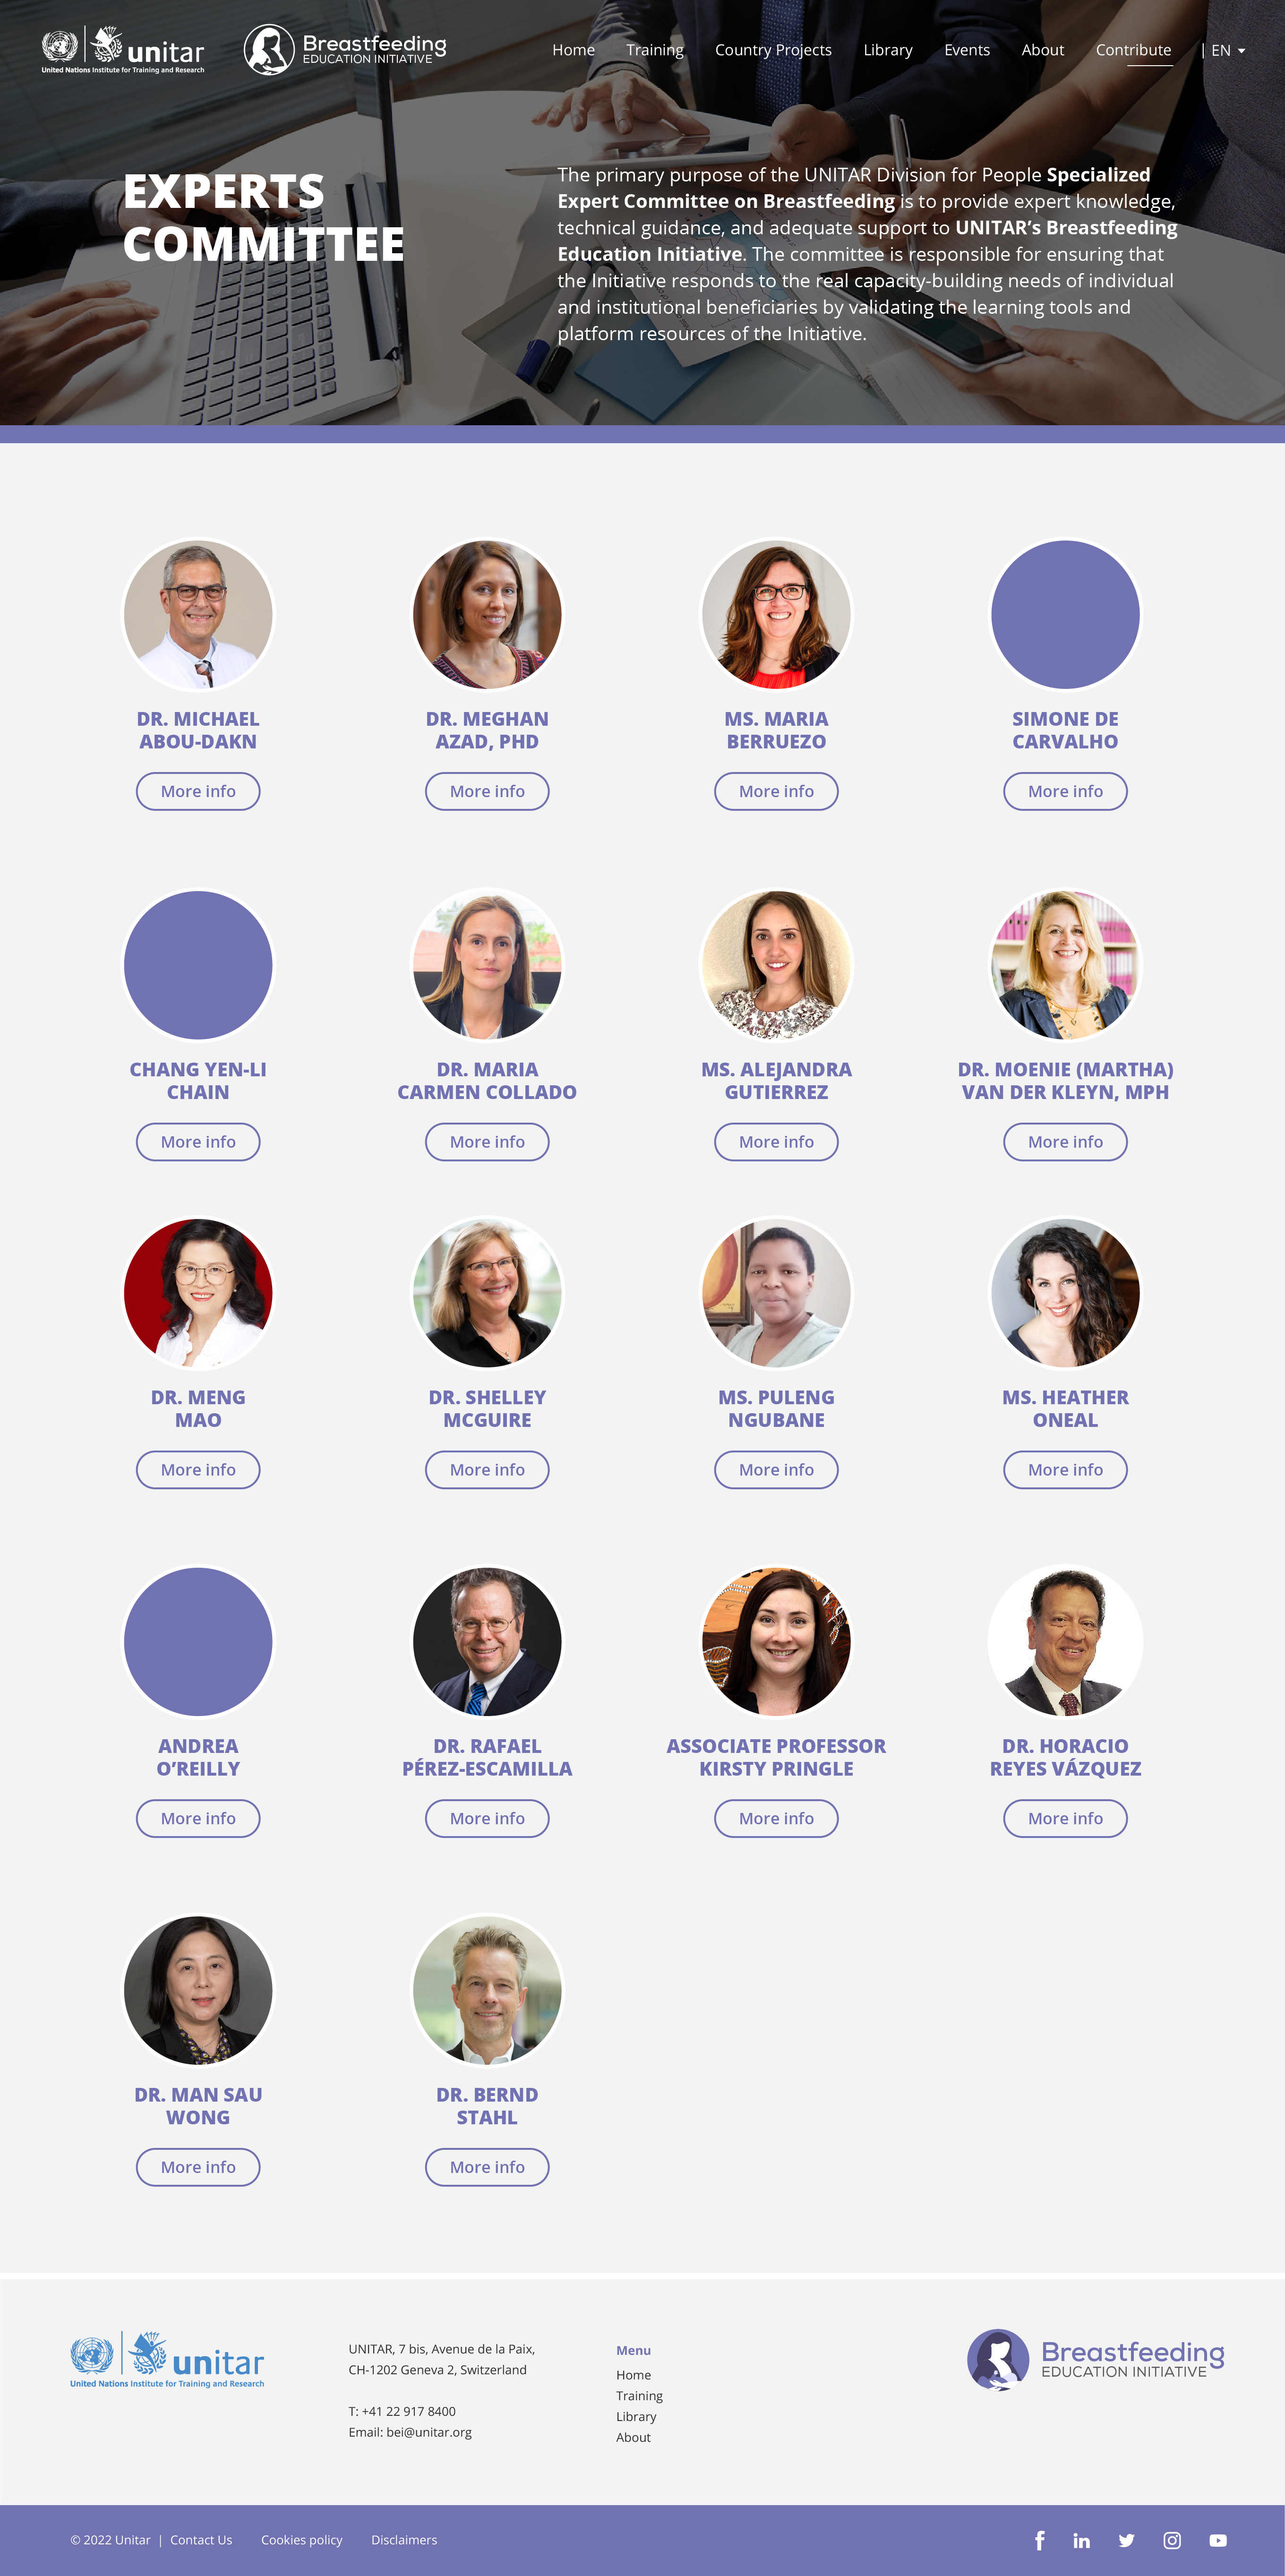 unitar
United Nations Institute for Training and Research
Breastfeeding
EDUCATION INITIATIVE
Home Training Country Projects Library Events About Contribute | EN
EXPERTS
COMMITTEE
The primary purpose of the UNITAR Division for People Specialized
Expert Committee on Breastfeeding is to provide expert knowledge,
technical guidance, and adequate support to UNITAR’s Breastfeeding
Education Initiative. The committee is responsible for ensuring that
the Initiative responds to the real capacity-building needs of individual
and institutional beneficiaries by validating the learning tools and
platform resources of the Initiative.
DR. MICHAEL
ABOU-DAKN
More info
DR. MEGHAN
AZAD, PHD
More info
MS. MARIA
BERRUEZO
More info
SIMONE DE
CARVALHO
More info
CHANG YEN-LI
CHAIN
More info
DR. MARIA
CARMEN COLLADO
More info
MS. ALEJANDRA
GUTIERREZ
More info
DR. MOENIE (MARTHA)
VAN DER KLEYN, MPH
More info
DR. MENG
MAO
More info
DR. SHELLEY
MCGUIRE
More info
MS. PULENG
NGUBANE
More info
MS. HEATHER
ONEAL
More info
ANDREA
O’REILLY
More info
DR. RAFAEL
PÉREZ-ESCAMILLA
More info
ASSOCIATE PROFESSOR
KIRSTY PRINGLE
More info
DR. HORACIO
REYES VÁZQUEZ
More info
DR. MAN SAU
WONG
More info
DR. BERND
STAHL
More info
unitar
United Nations Institute for Training and Research
UNITAR, 7 bis, Avenue de la Paix,
CH-1202 Geneva 2, Switzerland
T: +41 22 917 8400
Email: bei@unitar.org
Menu
Home
Training
Library
About
Breastfeeding
EDUCATION INITIATIVE
© 2022 Unitar | Contact Us Cookies policy Disclaimers